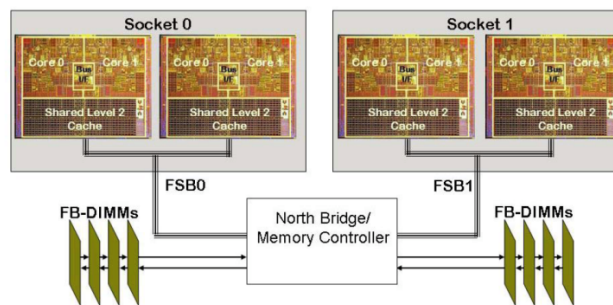 Socket 0
Socket 1
Core 0 Core 1
Bus
I/F
Shared Level 2
Cache
Core 0 Core 1
Bus
I/F
Shared Level 2
Cache
Core 0 Core 1
Bus
I/F
Shared Level 2
Cache
Core 0 Core 1
Bus
I/F
Shared Level 2
Cache
FSB0
FSB1
FB-DIMMs
North Bridge/
Memory Controller
FB-DIMMs